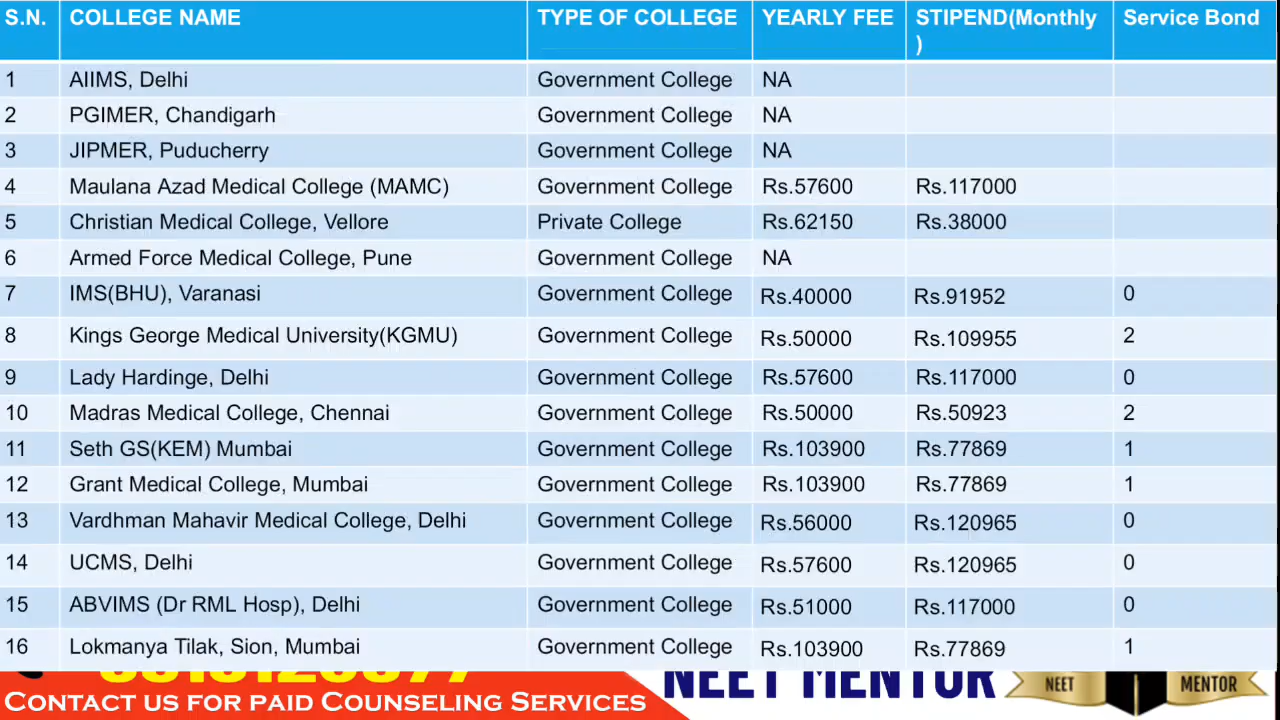 S.N. COLLEGE NAME TYPE OF COLLEGE YEARLY FEE STIPEND(Monthly) Service Bond
1 AIIMS, Delhi Government College NA
2 PGIMER, Chandigarh Government College NA
3 JIPMER, Puducherry Government College NA
4 Maulana Azad Medical College (MAMC) Government College Rs.57600 Rs.117000
5 Christian Medical College, Vellore Private College Rs.62150 Rs.38000
6 Armed Force Medical College, Pune Government College NA
7 IMS(BHU), Varanasi Government College Rs.40000 Rs.91952 0
8 Kings George Medical University(KGMU) Government College Rs.50000 Rs.109955 2
9 Lady Hardinge, Delhi Government College Rs.57600 Rs.117000 0
10 Madras Medical College, Chennai Government College Rs.50000 Rs.50923 2
11 Seth GS(KEM) Mumbai Government College Rs.103900 Rs.77869 1
12 Grant Medical College, Mumbai Government College Rs.103900 Rs.77869 1
13 Vardhman Mahavir Medical College, Delhi Government College Rs.56000 Rs.120965 0
14 UCMS, Delhi Government College Rs.57600 Rs.120965 0
15 ABVIMS (Dr RML Hosp), Delhi Government College Rs.51000 Rs.117000 0
16 Lokmanya Tilak, Sion, Mumbai Government College Rs.103900 Rs.77869 1
NEET MENTOR
NEET MENTOR
CONTACT US FOR PAID COUNSELING SERVICES